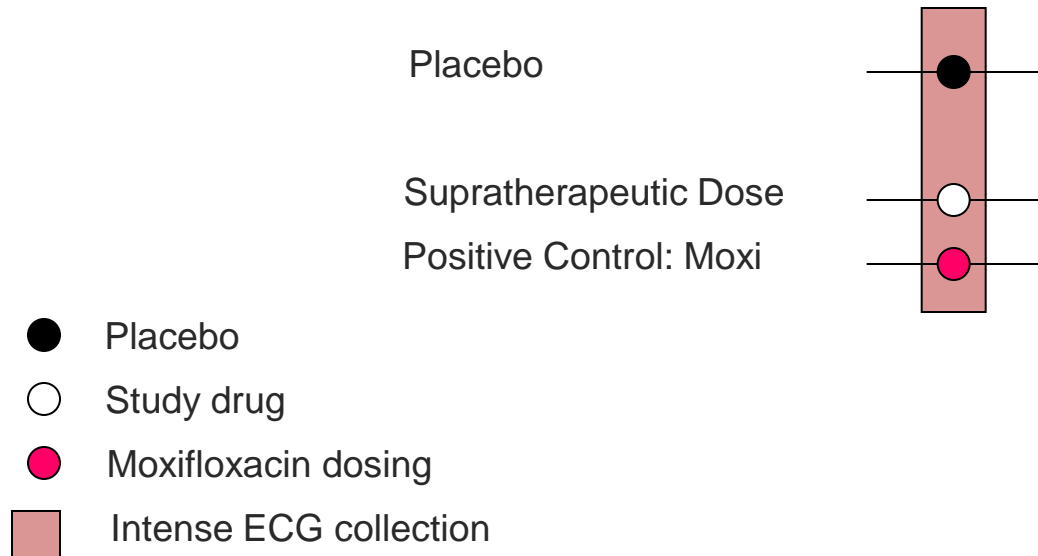 Placebo
Supratherapeutic Dose
Positive Control: Moxi
Placebo
Study drug
Moxifloxacin dosing
Intense ECG collection